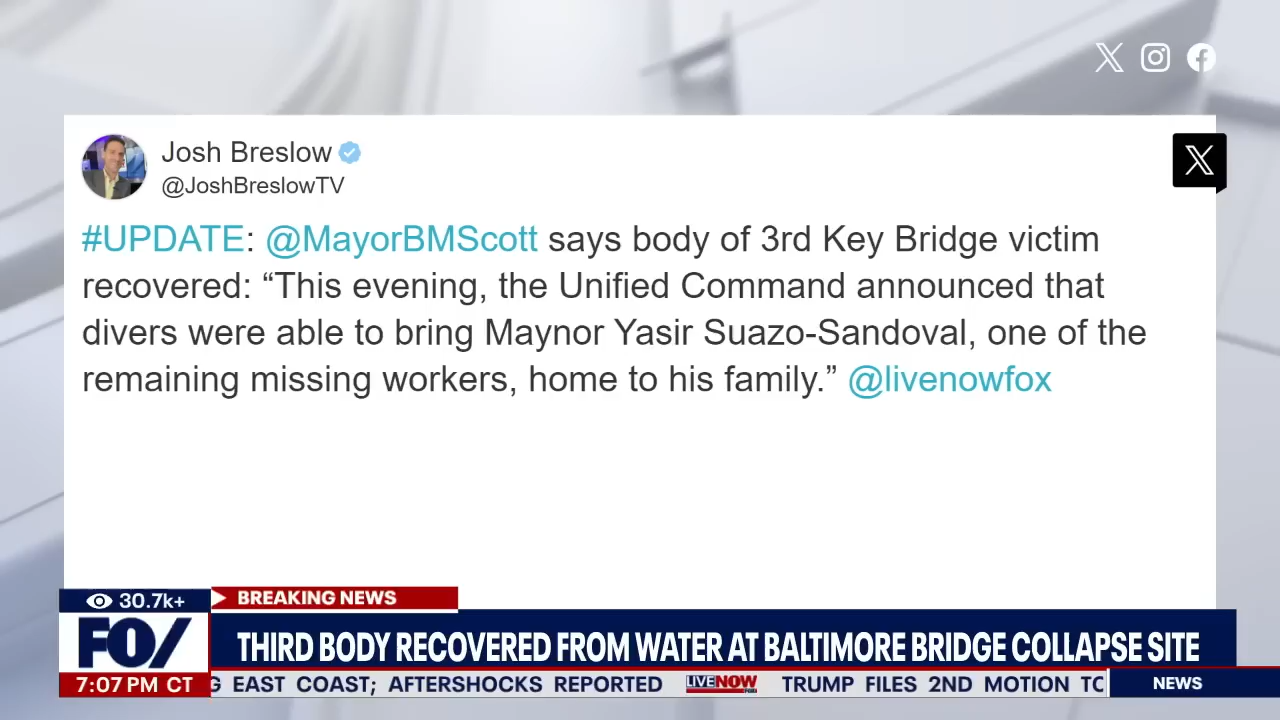 Josh Breslow
@JoshBreslowTV
#UPDATE: @MayorBMScott says body of 3rd Key Bridge victim
recovered: “This evening, the Unified Command announced that
divers were able to bring Maynor Yasir Suazo-Sandoval, one of the
remaining missing workers, home to his family.” @livenowfox
30.7k+
BREAKING NEWS
FOX
THIRD BODY RECOVERED FROM WATER AT BALTIMORE BRIDGE COLLAPSE SITE
7:07 PM CT
G EAST COAST; AFTERSHOCKS REPORTED LIVENOW FOX TRUMP FILES 2ND MOTION TO
NEWS